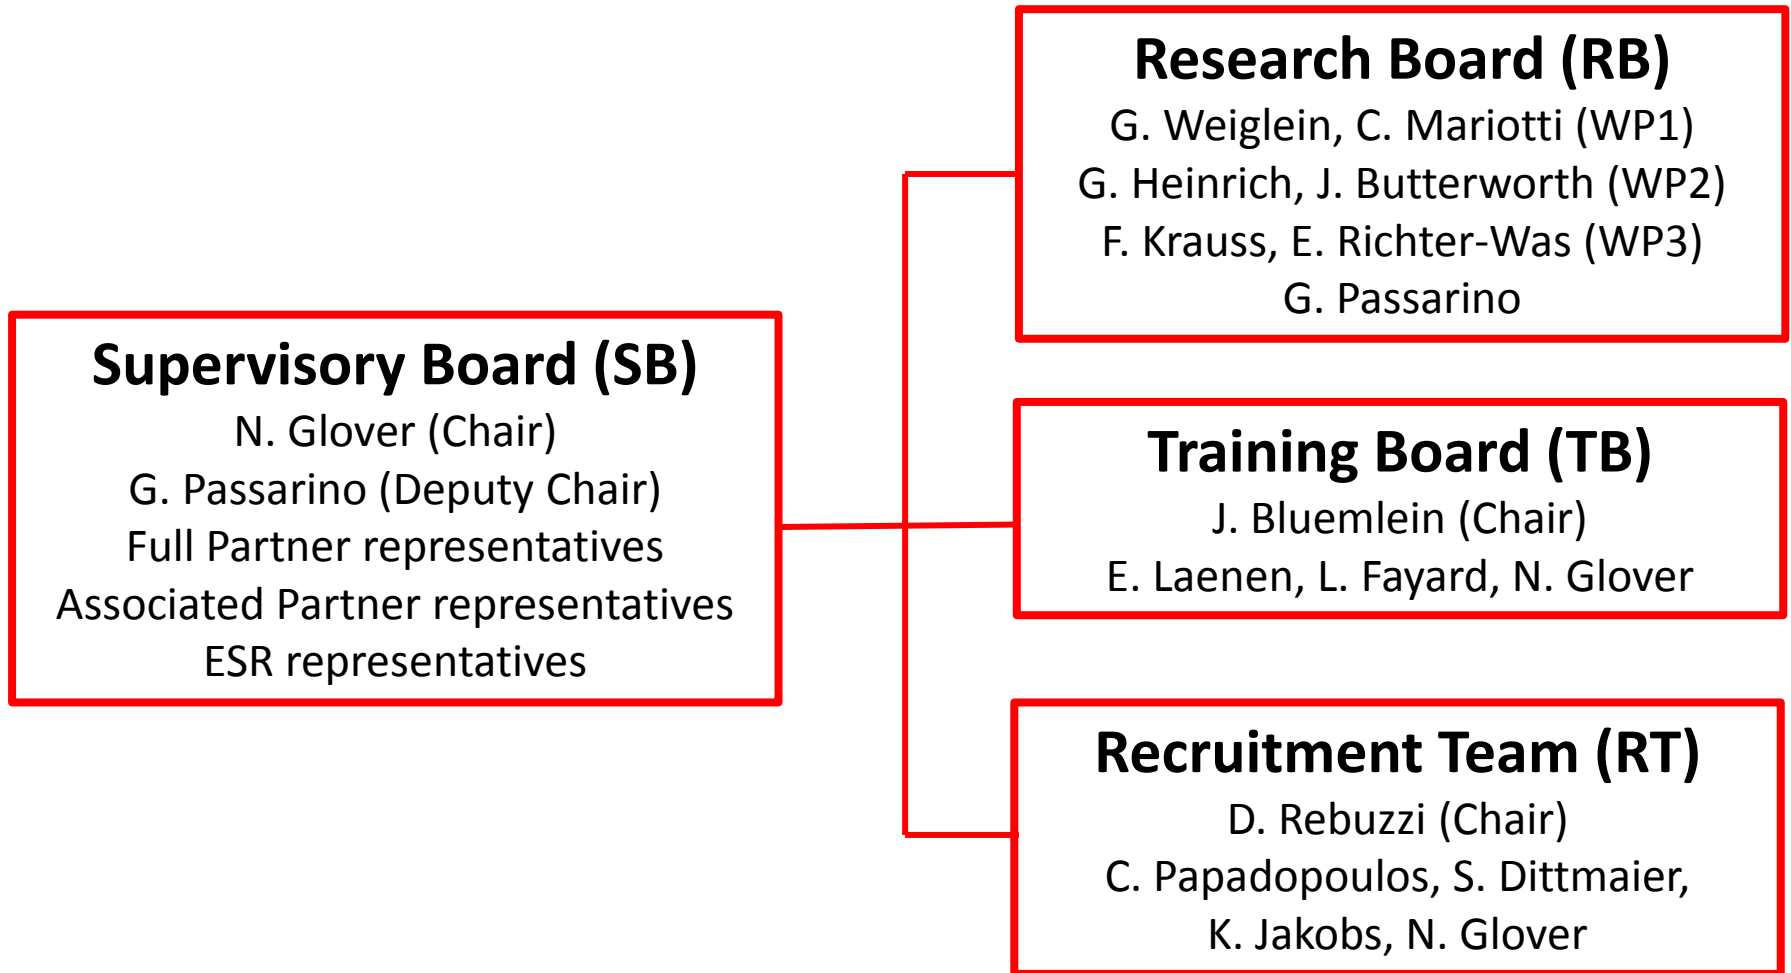 Supervisory Board (SB)
N. Glover (Chair)
G. Passarino (Deputy Chair)
Full Partner representatives
Associated Partner representatives
ESR representatives
Research Board (RB)
G. Weiglein, C. Mariotti (WP1)
G. Heinrich, J. Butterworth (WP2)
F. Krauss, E. Richter-Was (WP3)
G. Passarino
Training Board (TB)
J. Bluemlein (Chair)
E. Laenen, L. Fayard, N. Glover
Recruitment Team (RT)
D. Rebuzzi (Chair)
C. Papadopoulos, S. Dittmaier,
K. Jakobs, N. Glover